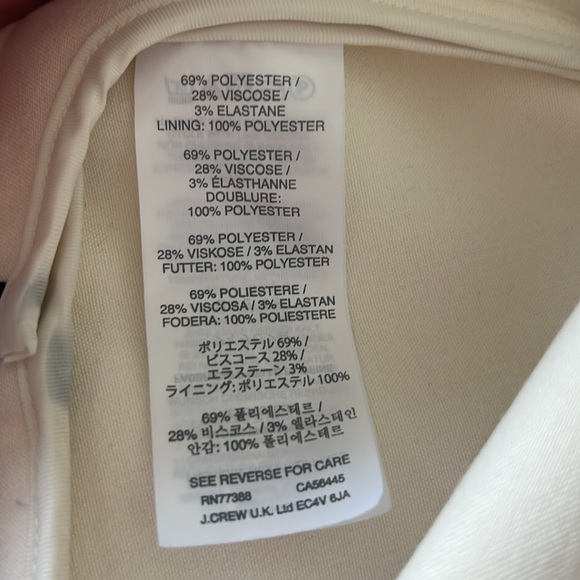 69% POLYESTER /
28% VISCOSE /
3% ELASTANE
LINING: 100% POLYESTER
69% POLYESTER /
28% VISCOSE /
3% ÉLASTHANNE
DOUBLURE:
100% POLYESTER
69% POLYESTER /
28% VISKOSE / 3% ELASTAN
FUTTER: 100% POLYESTER
69% POLIESTERE /
28% VISCOSA / 3% ELASTAN
FODERA: 100% POLIESTERE
ポリエステル 69% /
ビスコース 28% /
エラステーン 3%
ライニング: ポリエステル 100%
69% 폴리에스테르 /
28% 비스코스 / 3% 엘라스테인
안감: 100% 폴리에스테르
SEE REVERSE FOR CARE
RN77388 CA56445
J.CREW U.K. Ltd EC4V 6JA